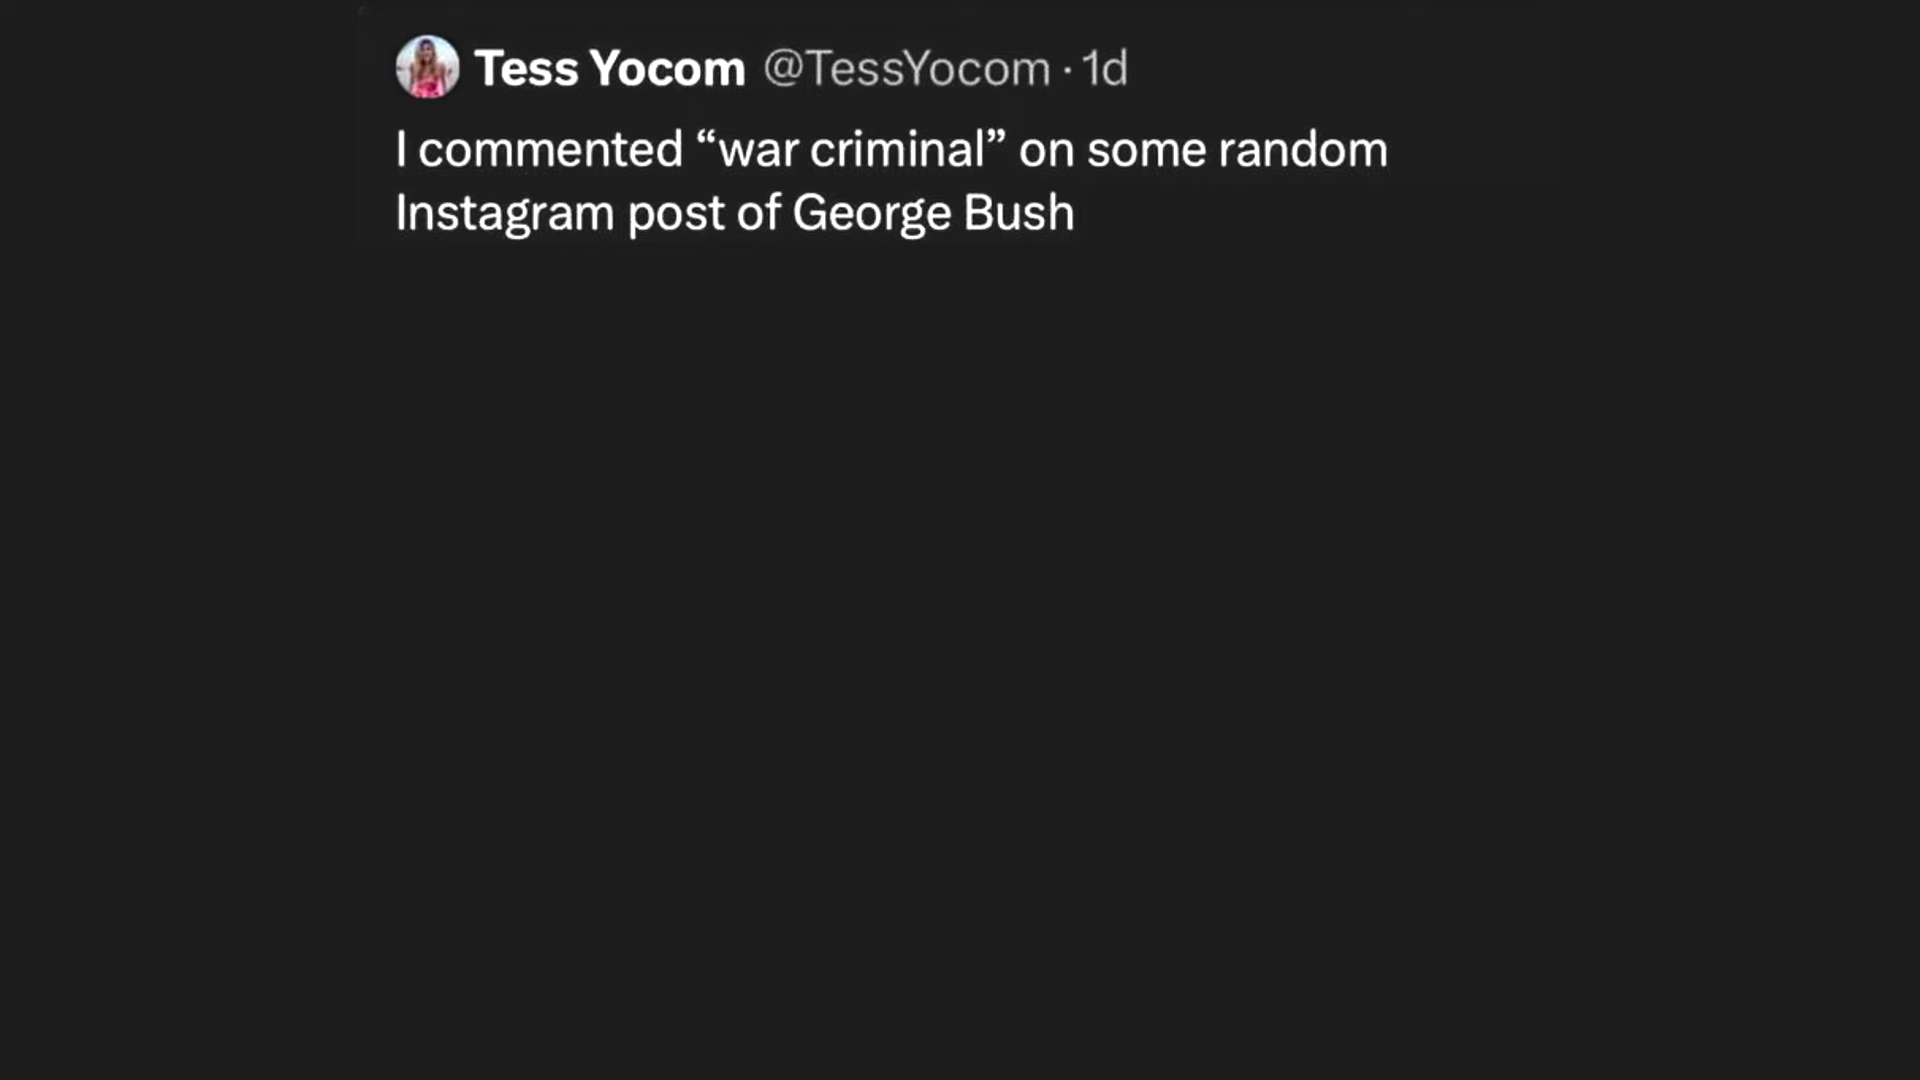 Tess Yocom @TessYocom · 1d
I commented “war criminal” on some random
Instagram post of George Bush